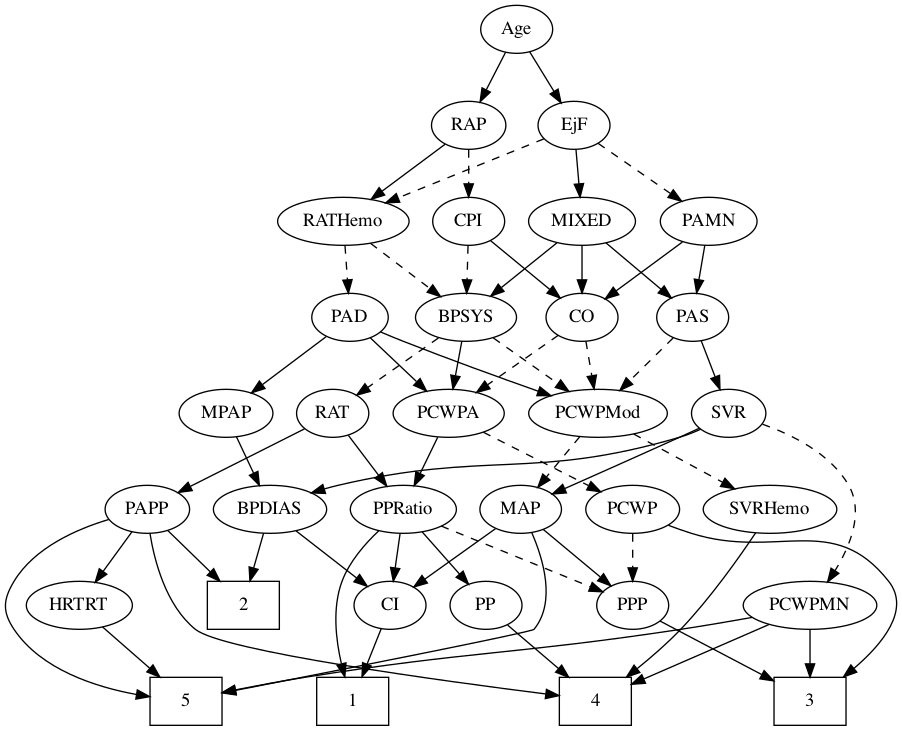 Age
RAP
EjF
RATHemo
CPI
MIXED
PAMN
PAD
BPSYS
CO
PAS
MPAP
RAT
PCWPA
PCWPMod
SVR
PAPP
BPDIAS
PPRatio
MAP
PCWP
SVRHemo
HRTRT
2
CI
PP
PPP
PCWPMN
5
1
4
3